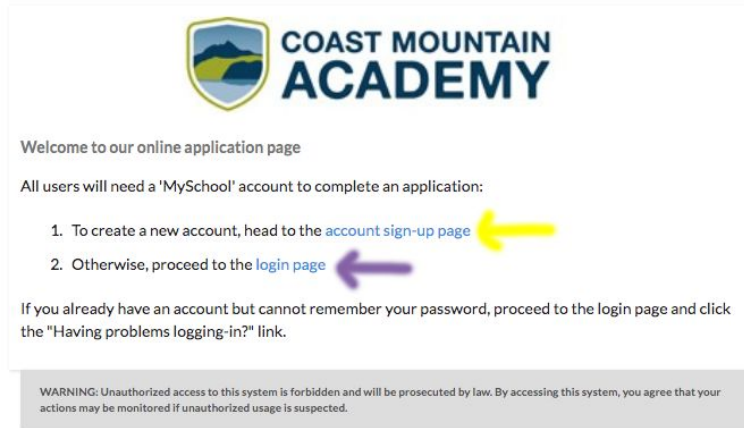 COAST MOUNTAIN
ACADEMY
Welcome to our online application page
All users will need a 'MySchool' account to complete an application:
1. To create a new account, head to the account sign-up page
2. Otherwise, proceed to the login page
If you already have an account but cannot remember your password, proceed to the login page and click
the "Having problems logging-in?" link.
WARNING: Unauthorized access to this system is forbidden and will be prosecuted by law. By accessing this system, you agree that your
actions may be monitored if unauthorized usage is suspected.